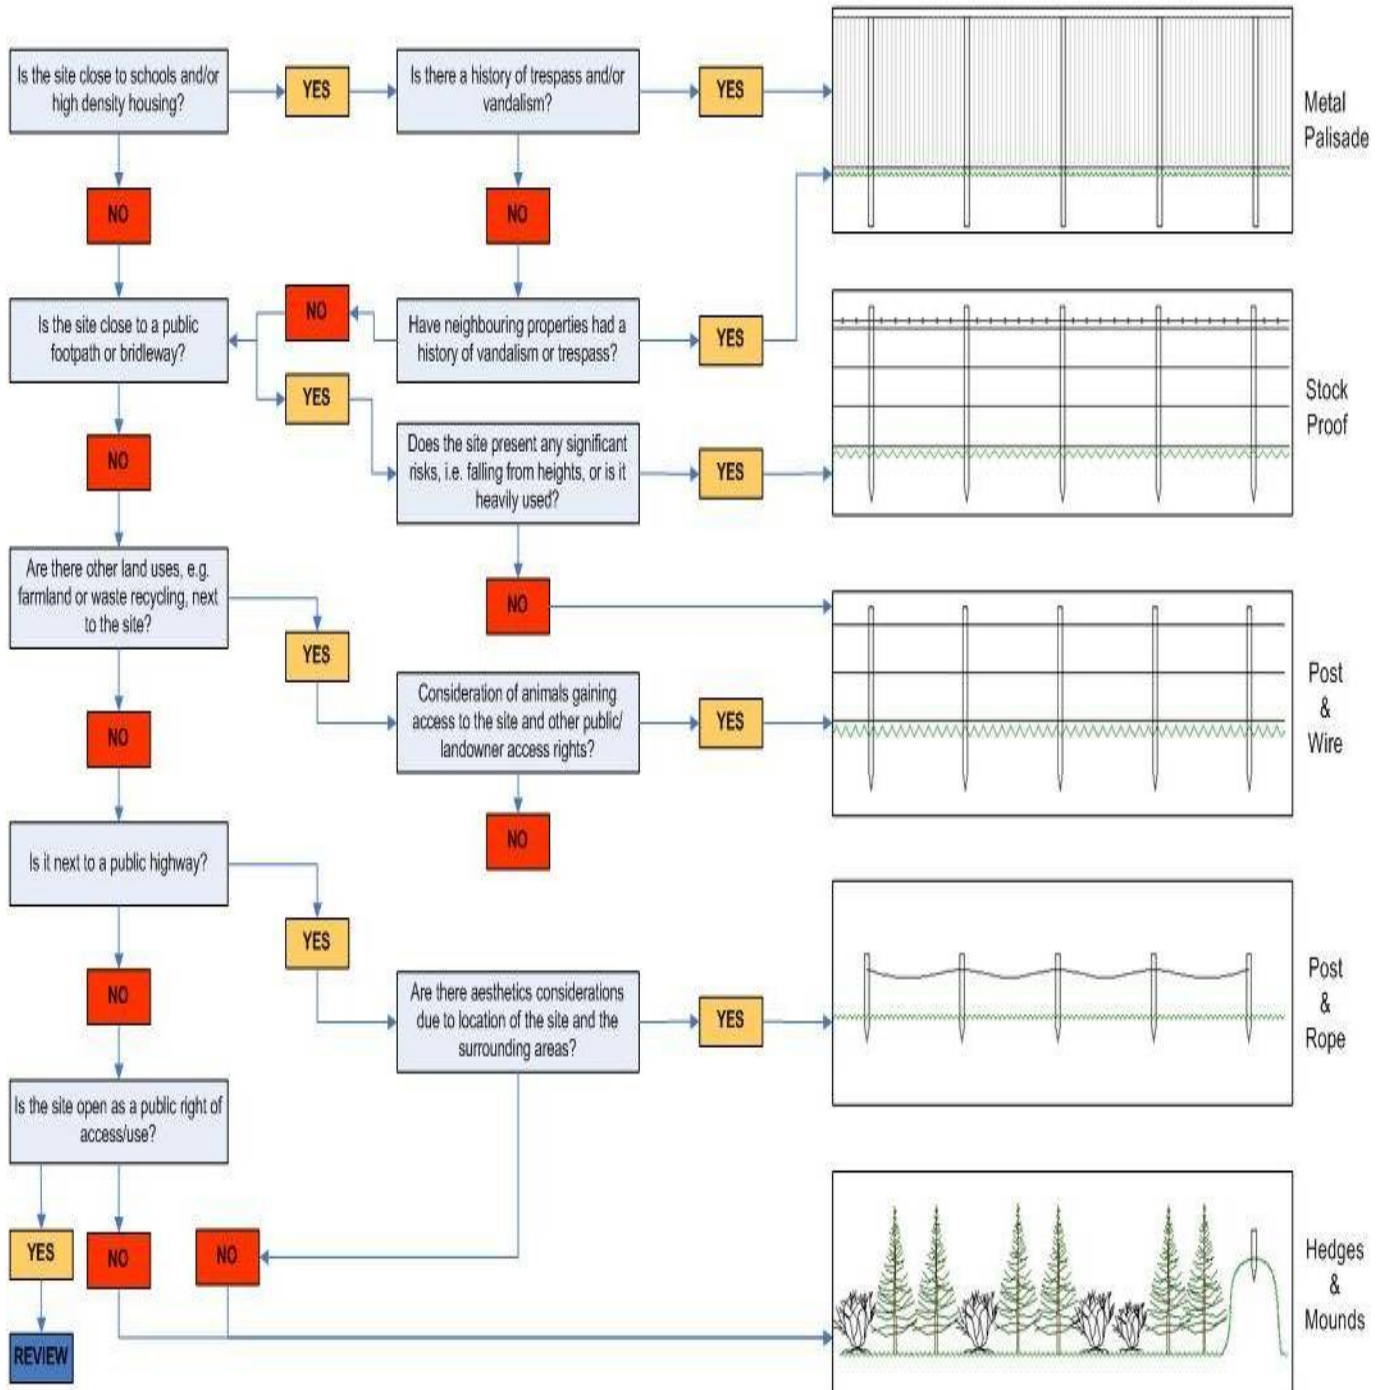 Is the site close to schools and/or
high density housing?
YES
Is there a history of trespass and/or
vandalism?
YES
Metal
Palisade
NO
NO
Is the site close to a public
footpath or bridleway?
NO
Have neighbouring properties had a
history of vandalism or trespass?
YES
YES
Stock
Proof
NO
Does the site present any significant
risks, i.e. falling from heights, or is it
heavily used?
YES
Are there other land uses, e.g.
farmland or waste recycling, next
to the site?
NO
YES
Post
&
Wire
NO
Consideration of animals gaining
access to the site and other public/
landowner access rights?
YES
NO
Is it next to a public highway?
YES
NO
Are there aesthetics considerations
due to location of the site and the
surrounding areas?
YES
Post
&
Rope
Is the site open as a public right of
access/use?
YES
NO
NO
Hedges
&
Mounds
REVIEW